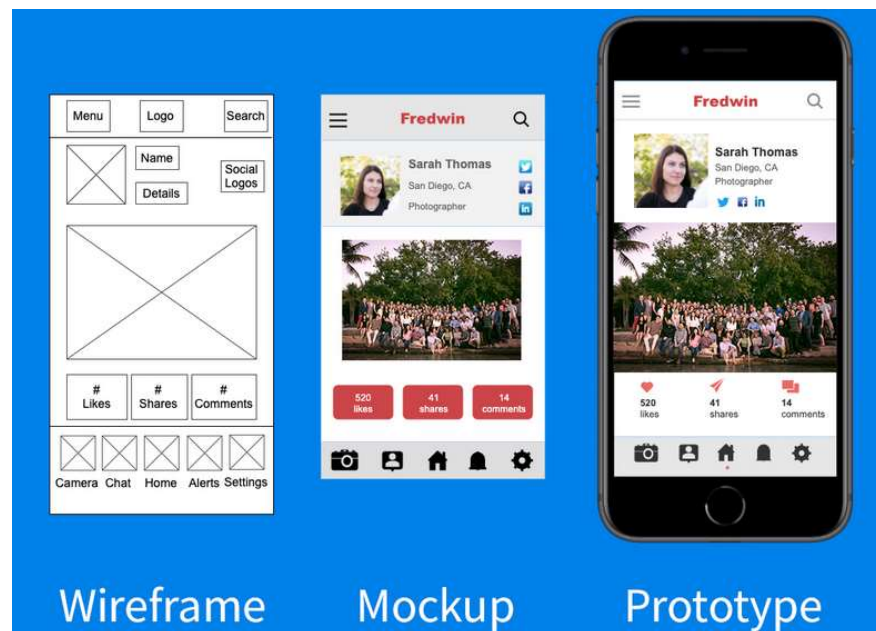 Menu
Logo
Search
Name
Social
Logos
Details
#
Likes
#
Shares
#
Comments
Camera
Chat
Home
Alerts
Settings
Wireframe
Fredwin
Sarah Thomas
San Diego, CA
Photographer
520
likes
41
shares
14
comments
Mockup
Fredwin
Sarah Thomas
San Diego, CA
Photographer
520
likes
41
shares
14
comments
Prototype